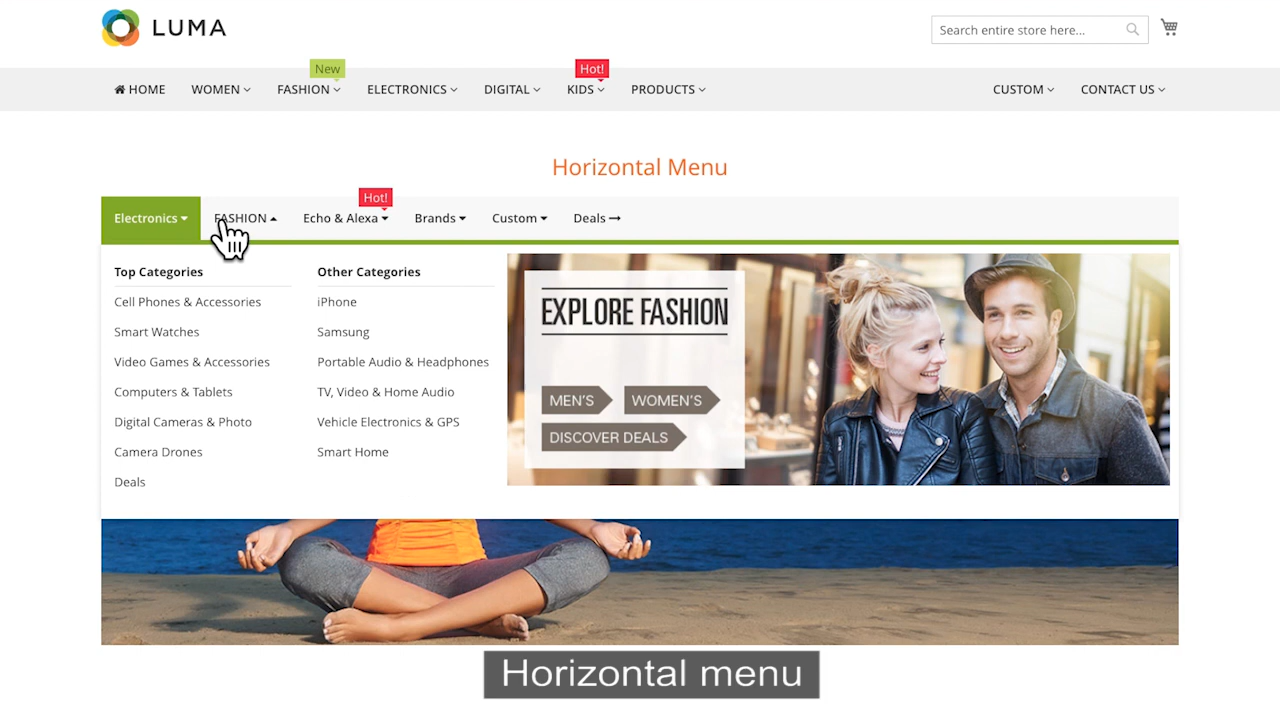 LUMA
Search entire store here...
New
Hot!
HOME WOMEN FASHION ELECTRONICS DIGITAL KIDS PRODUCTS CUSTOM CONTACT US
Horizontal Menu
Hot!
Electronics FASHION Echo & Alexa Brands Custom Deals
Top Categories
Cell Phones & Accessories
Smart Watches
Video Games & Accessories
Computers & Tablets
Digital Cameras & Photo
Camera Drones
Deals
Other Categories
iPhone
Samsung
Portable Audio & Headphones
TV, Video & Home Audio
Vehicle Electronics & GPS
Smart Home
EXPLORE FASHION
MEN'S WOMEN'S
DISCOVER DEALS
Horizontal menu